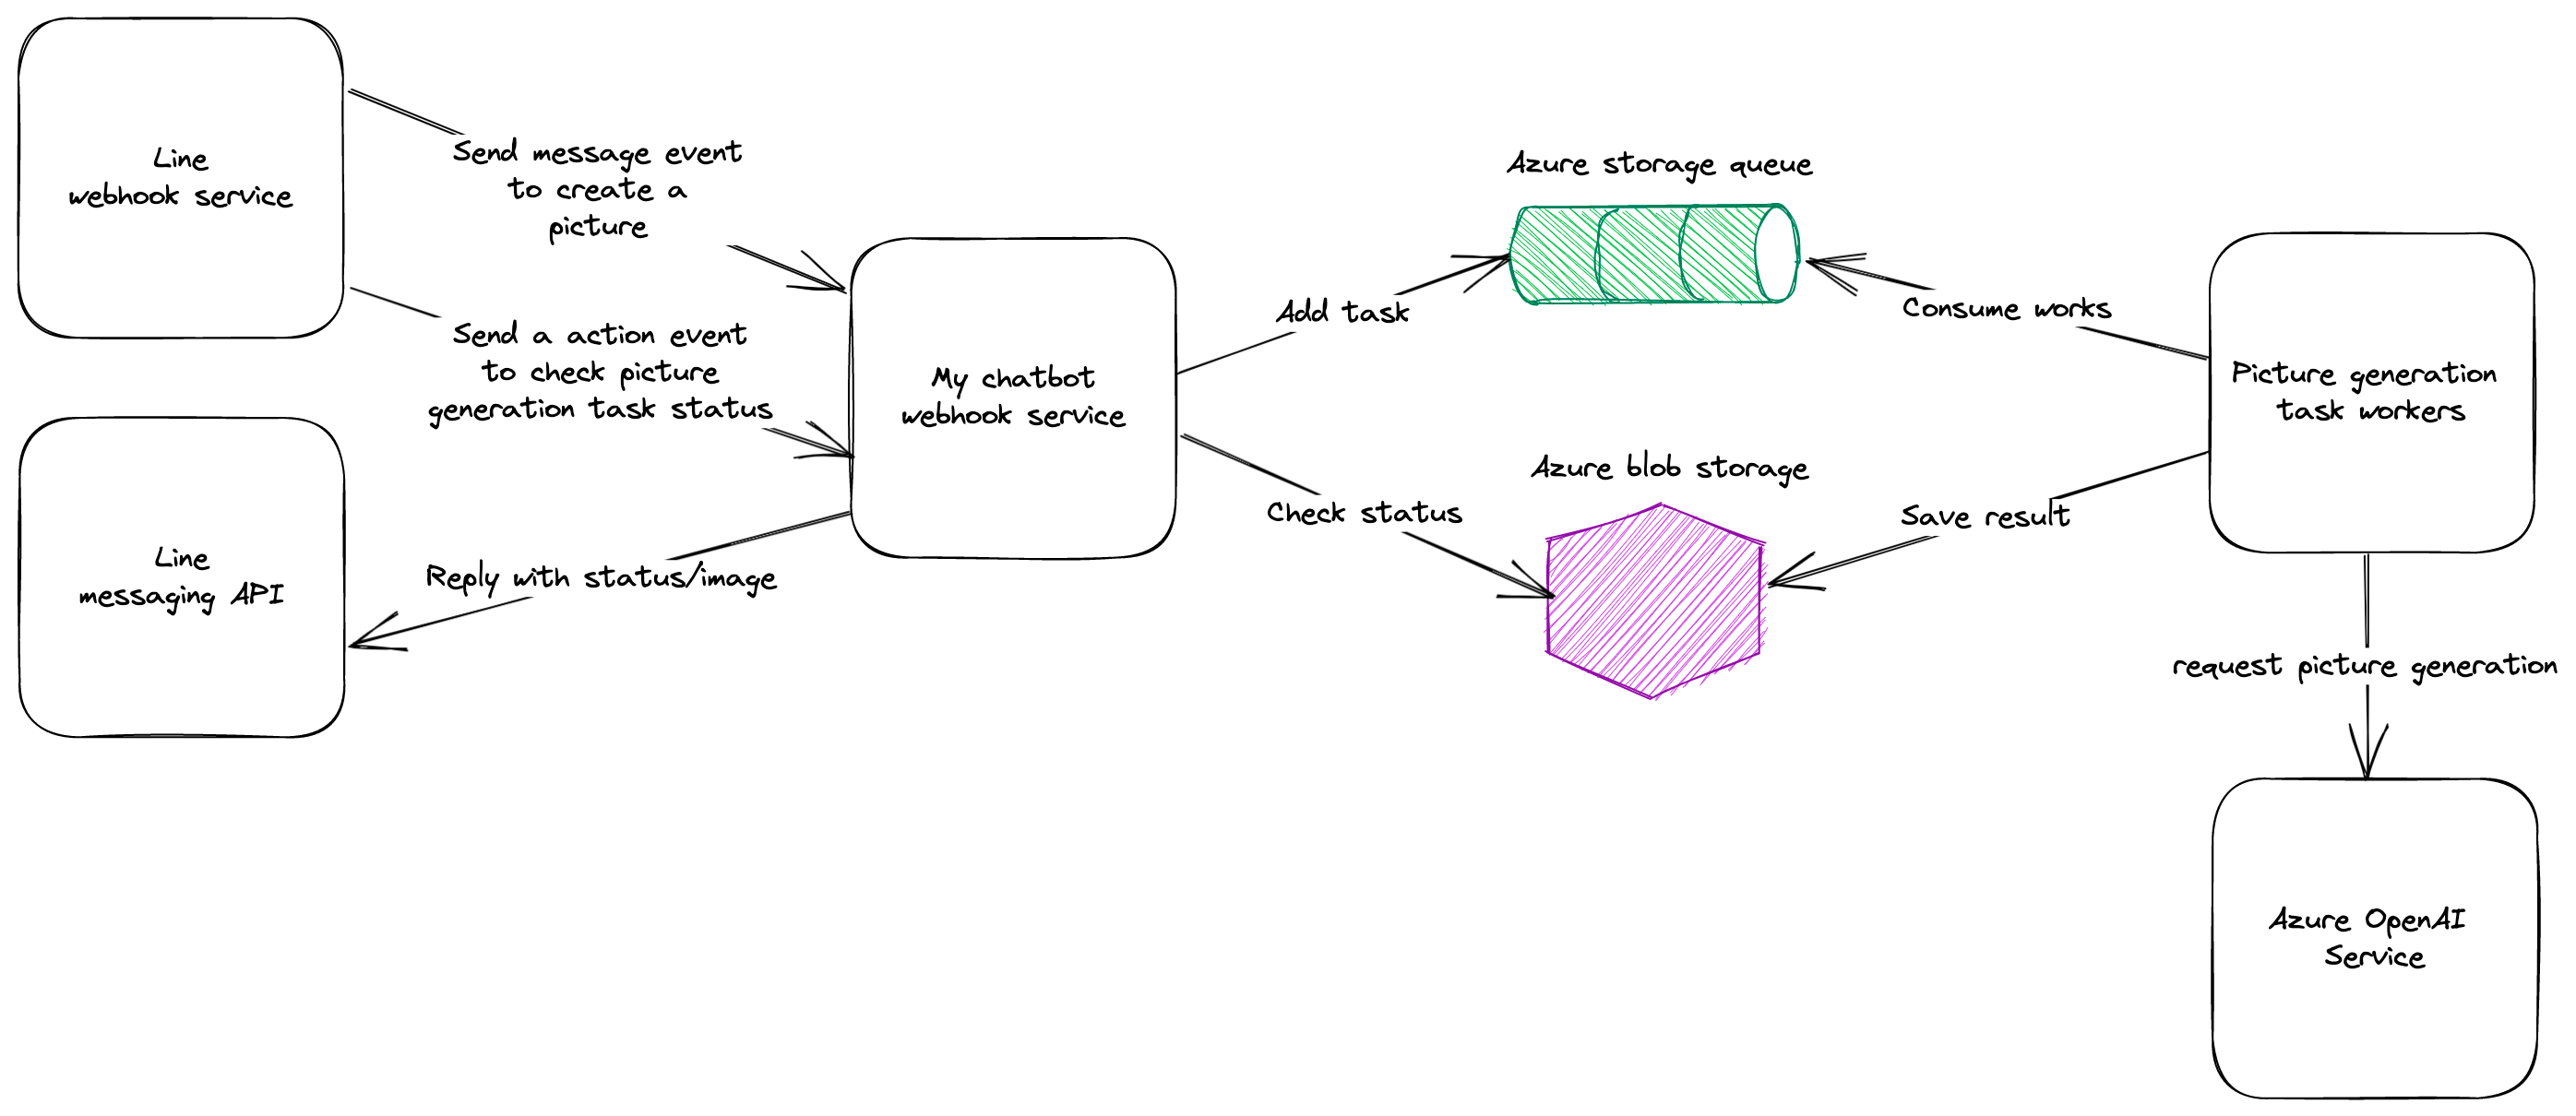 Line
webhook service
Send message event
to create a
picture
Send a action event
to check picture
generation task status
Line
messaging API
Reply with status/image
My chatbot
webhook service
Add task
Check status
Azure storage queue
Azure blob storage
Consume works
Save result
Picture generation
task workers
request picture generation
Azure OpenAI
Service